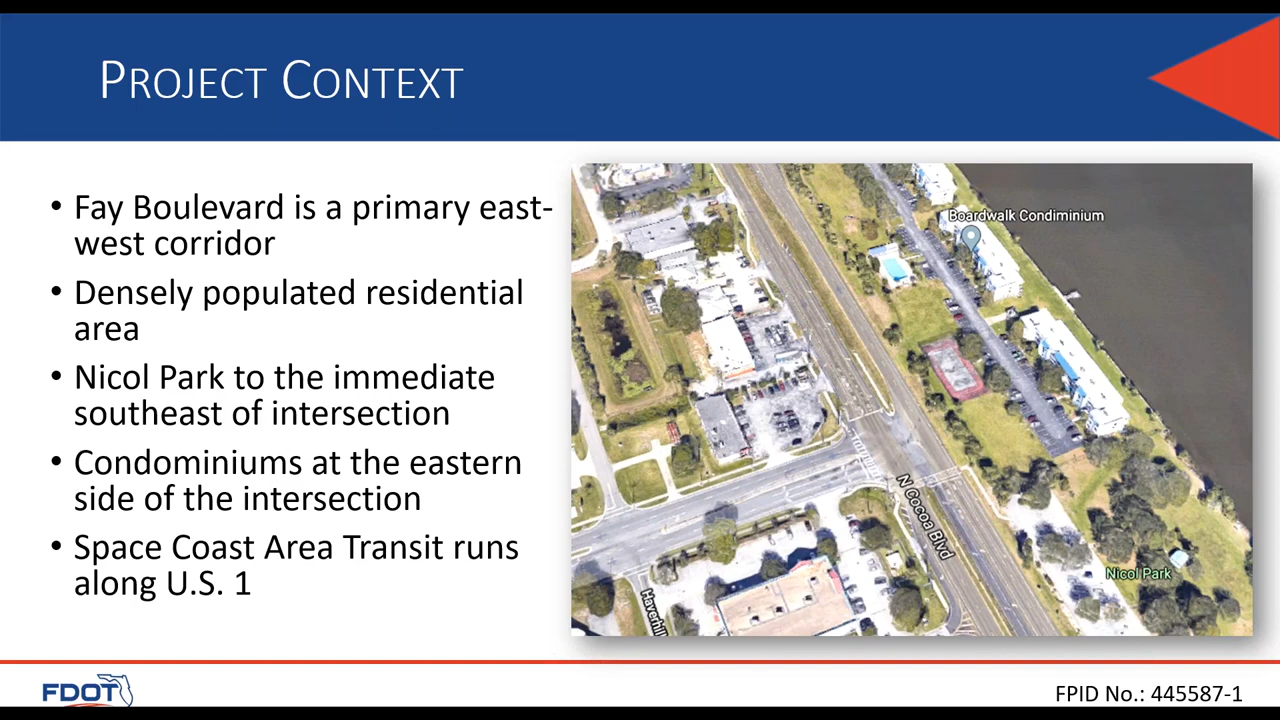 PROJECT CONTEXT
• Fay Boulevard is a primary east-
west corridor
• Densely populated residential
area
• Nicol Park to the immediate
southeast of intersection
• Condominiums at the eastern
side of the intersection
• Space Coast Area Transit runs
along U.S. 1
Boardwalk Condiminium
N Cocoa Blvd
Nicol Park
Haverhill
FDOT
FPID No.: 445587-1